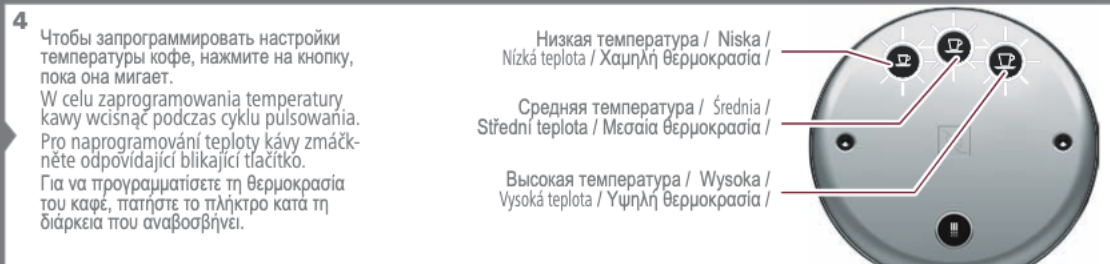 4
Чтобы запрограммировать настройки
температуры кофе, нажмите на кнопку,
пока она мигает.
W celu zaprogramowania temperatury
kawy wcisnąć podczas cyklu pulsowania.
Pro naprogramování teploty kávy zmáčk-
něte odpovídající blikající tlačítko.
Για να προγραμματίσετε τη θερμοκρασία
του καφέ, πατήστε το πλήκτρο κατά τη
διάρκεια που αναβοσβήνει.
Низкая температура / Niska /
Nízká teplota / Χαμηλή θερμοκρασία /
Средняя температура / Średnia /
Střední teplota / Μεσαία θερμοκρασία /
Высокая температура / Wysoka /
Vysoká teplota / Υψηλή θερμοκρασία /